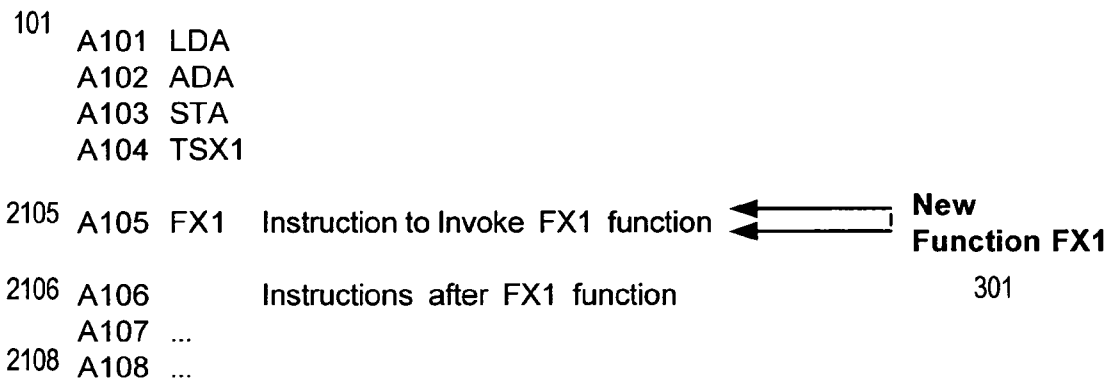 101
A101 LDA
A102 ADA
A103 STA
A104 TSX1
2105 A105 FX1 Instruction to Invoke FX1 function
New
Function FX1
2106 A106 Instructions after FX1 function
301
A107 ...
2108 A108 ...